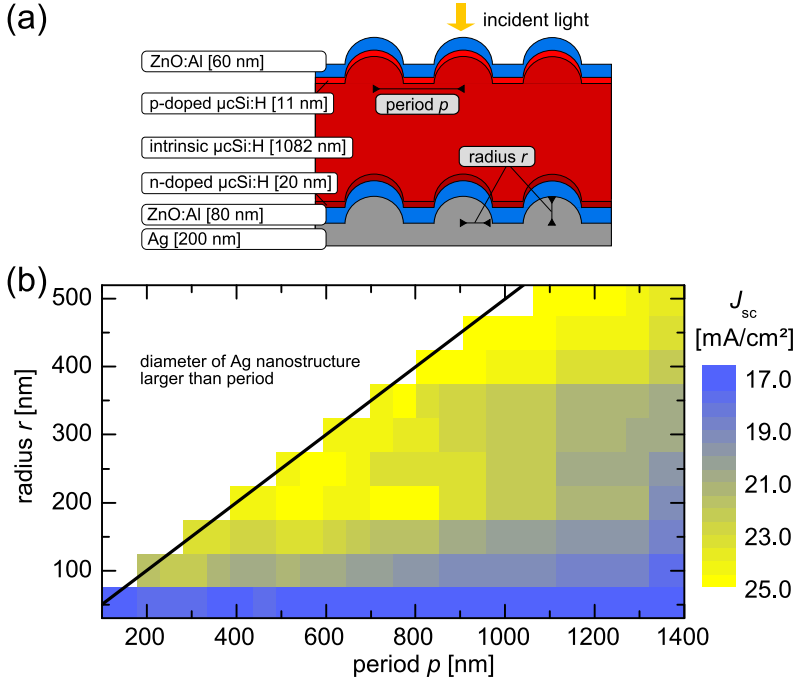 (a)
incident light
ZnO:Al [60 nm]
p-doped µcSi:H [11 nm]
period p
intrinsic µcSi:H [1082 nm]
radius r
n-doped µcSi:H [20 nm]
ZnO:Al [80 nm]
Ag [200 nm]
(b)
diameter of Ag nanostructure
larger than period
radius r [nm]
500
400
300
200
100
200 400 600 800 1000 1200 1400
period p [nm]
Jsc
[mA/cm²]
17.0
19.0
21.0
23.0
25.0